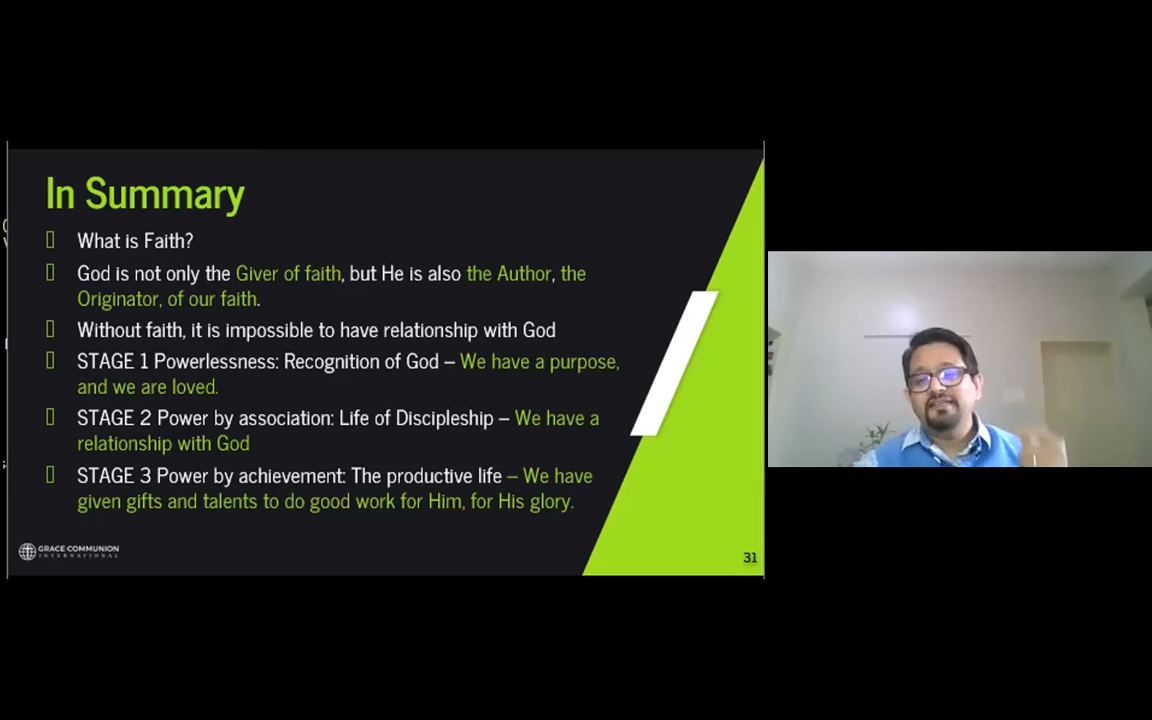 In Summary
What is Faith?
God is not only the Giver of faith, but He is also the Author, the
Originator, of our faith.
Without faith, it is impossible to have relationship with God
STAGE 1 Powerlessness: Recognition of God – We have a purpose,
and we are loved.
STAGE 2 Power by association: Life of Discipleship – We have a
relationship with God
STAGE 3 Power by achievement: The productive life – We have
given gifts and talents to do good work for Him, for His glory.
GRACE COMMUNION
INTERNATIONAL
31